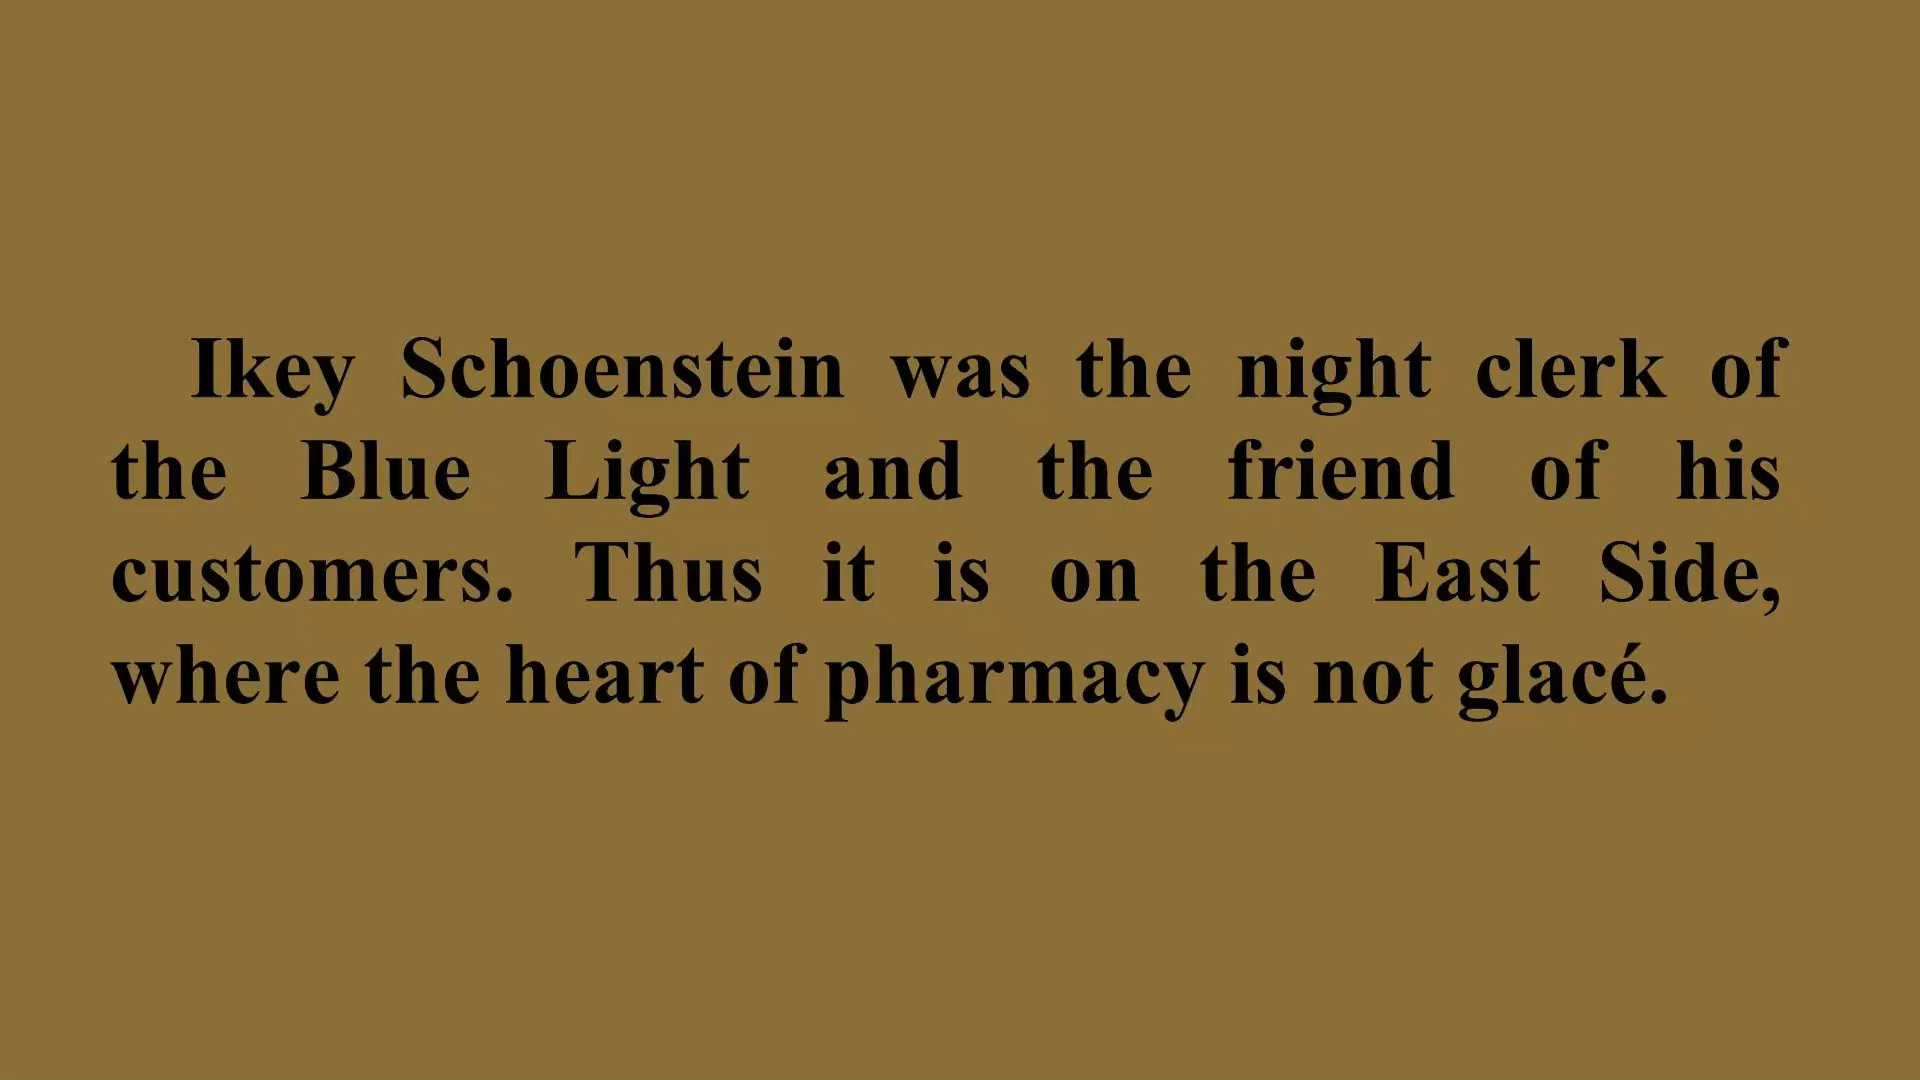 Ikey Schoenstein was the night clerk of
the Blue Light and the friend of his
customers. Thus it is on the East Side,
where the heart of pharmacy is not glacé.